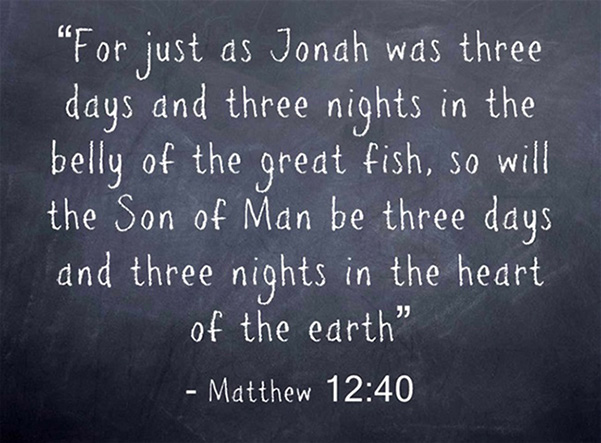 “For just as Jonah was three
days and three nights in the
belly of the great fish, so will
the Son of Man be three days
and three nights in the heart
of the earth”
- Matthew 12:40